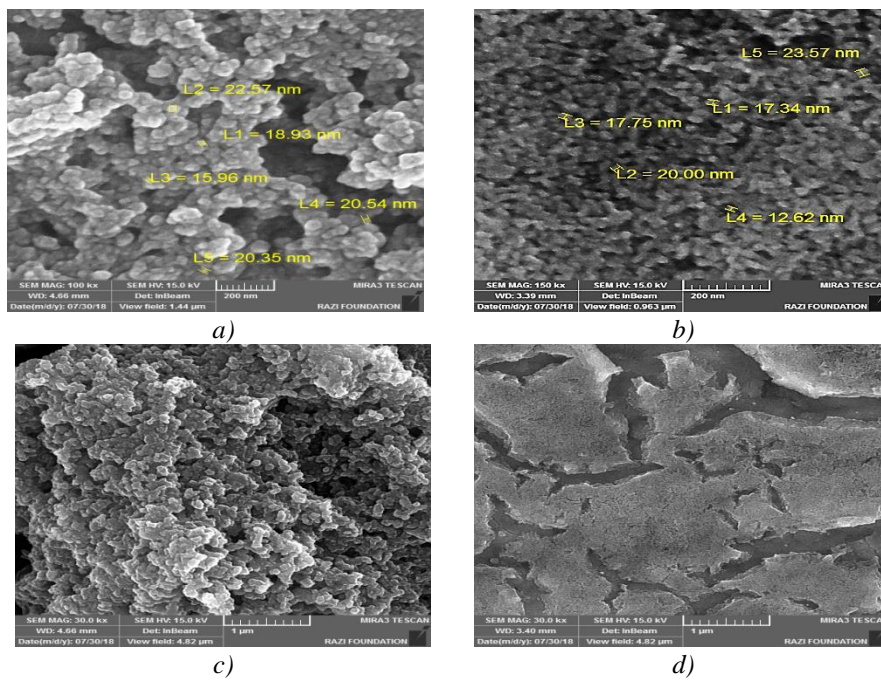 L2 = 22.57 nm
L1 = 18.93 nm
L3 = 15.96 nm
L4 = 20.54 nm
L5 = 20.35 nm
SEM MAG: 100 kx SEM HV: 15.0 kV MIRA3 TESCAN
WD: 4.66 mm Det: InBeam 200 nm
Date(m/d/y): 07/30/18 View field: 1.44 µm RAZI FOUNDATION
a)
L5 = 23.57 nm
L1 = 17.34 nm
L3 = 17.75 nm
L2 = 20.00 nm
L4 = 12.62 nm
SEM MAG: 150 kx SEM HV: 15.0 kV MIRA3 TESCAN
WD: 3.39 mm Det: InBeam 200 nm
Date(m/d/y): 07/30/18 View field: 0.963 µm RAZI FOUNDATION
b)
SEM MAG: 30.0 kx SEM HV: 15.0 kV MIRA3 TESCAN
WD: 4.66 mm Det: InBeam 1 µm
Date(m/d/y): 07/30/18 View field: 4.82 µm RAZI FOUNDATION
c)
SEM MAG: 30.0 kx SEM HV: 15.0 kV MIRA3 TESCAN
WD: 3.40 mm Det: InBeam 1 µm
Date(m/d/y): 07/30/18 View field: 4.82 µm RAZI FOUNDATION
d)